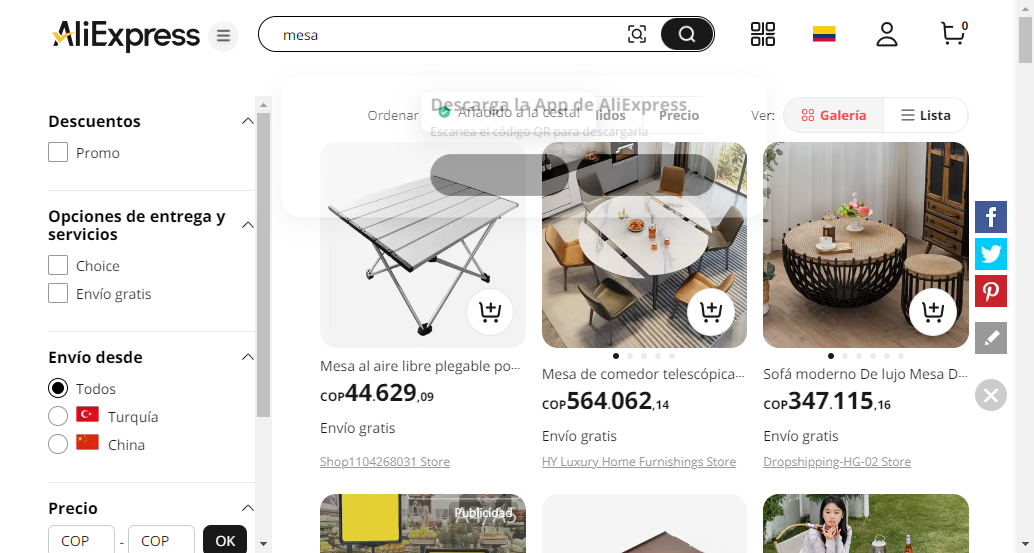 AliExpress
mesa
0
Descuentos
Promo
Opciones de entrega y
servicios
Choice
Envío gratis
Envío desde
Todos
Turquía
China
Precio
COP - COP OK
Descarga la App de AliExpress
Añadido a la cesta!
Escanea el código QR para descargarla
Ordenar
Precio
Ver: Galería Lista
Mesa al aire libre plegable po...
COP44.629,09
Envío gratis
Shop1104268031 Store
Mesa de comedor telescópica...
COP564.062,14
Envío gratis
HY Luxury Home Furnishings Store
Sofá moderno De lujo Mesa D...
COP347.115,16
Envío gratis
Dropshipping-HG-02 Store
Publicidad